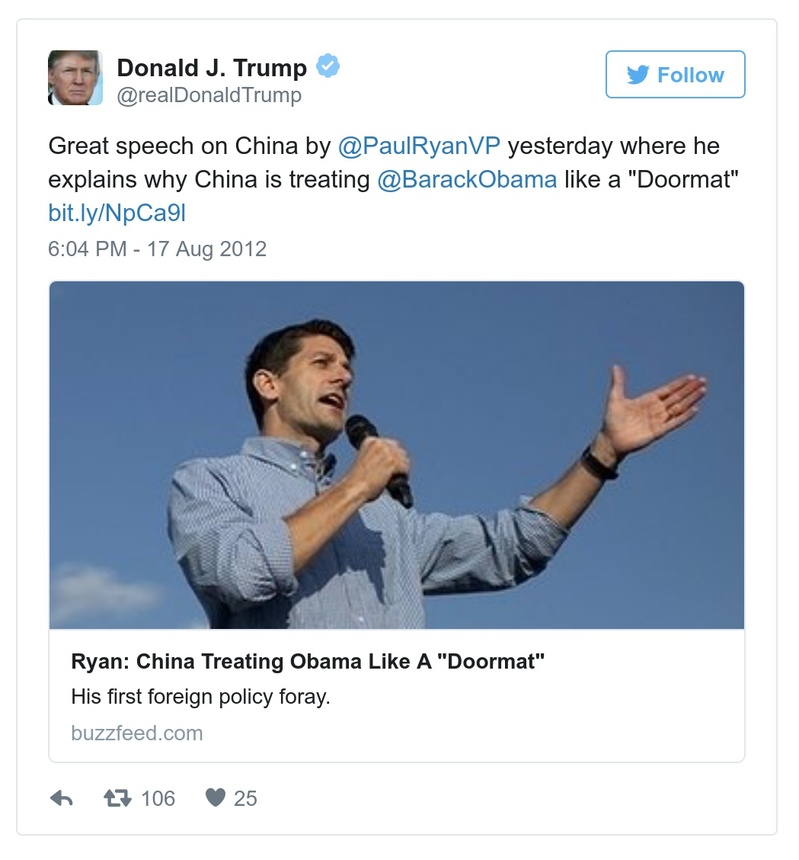 Donald J. Trump
@realDonaldTrump
Follow
Great speech on China by @PaulRyanVP yesterday where he
explains why China is treating @BarackObama like a "Doormat"
bit.ly/NpCa9l
6:04 PM - 17 Aug 2012
Ryan: China Treating Obama Like A "Doormat"
His first foreign policy foray.
buzzfeed.com
106 25